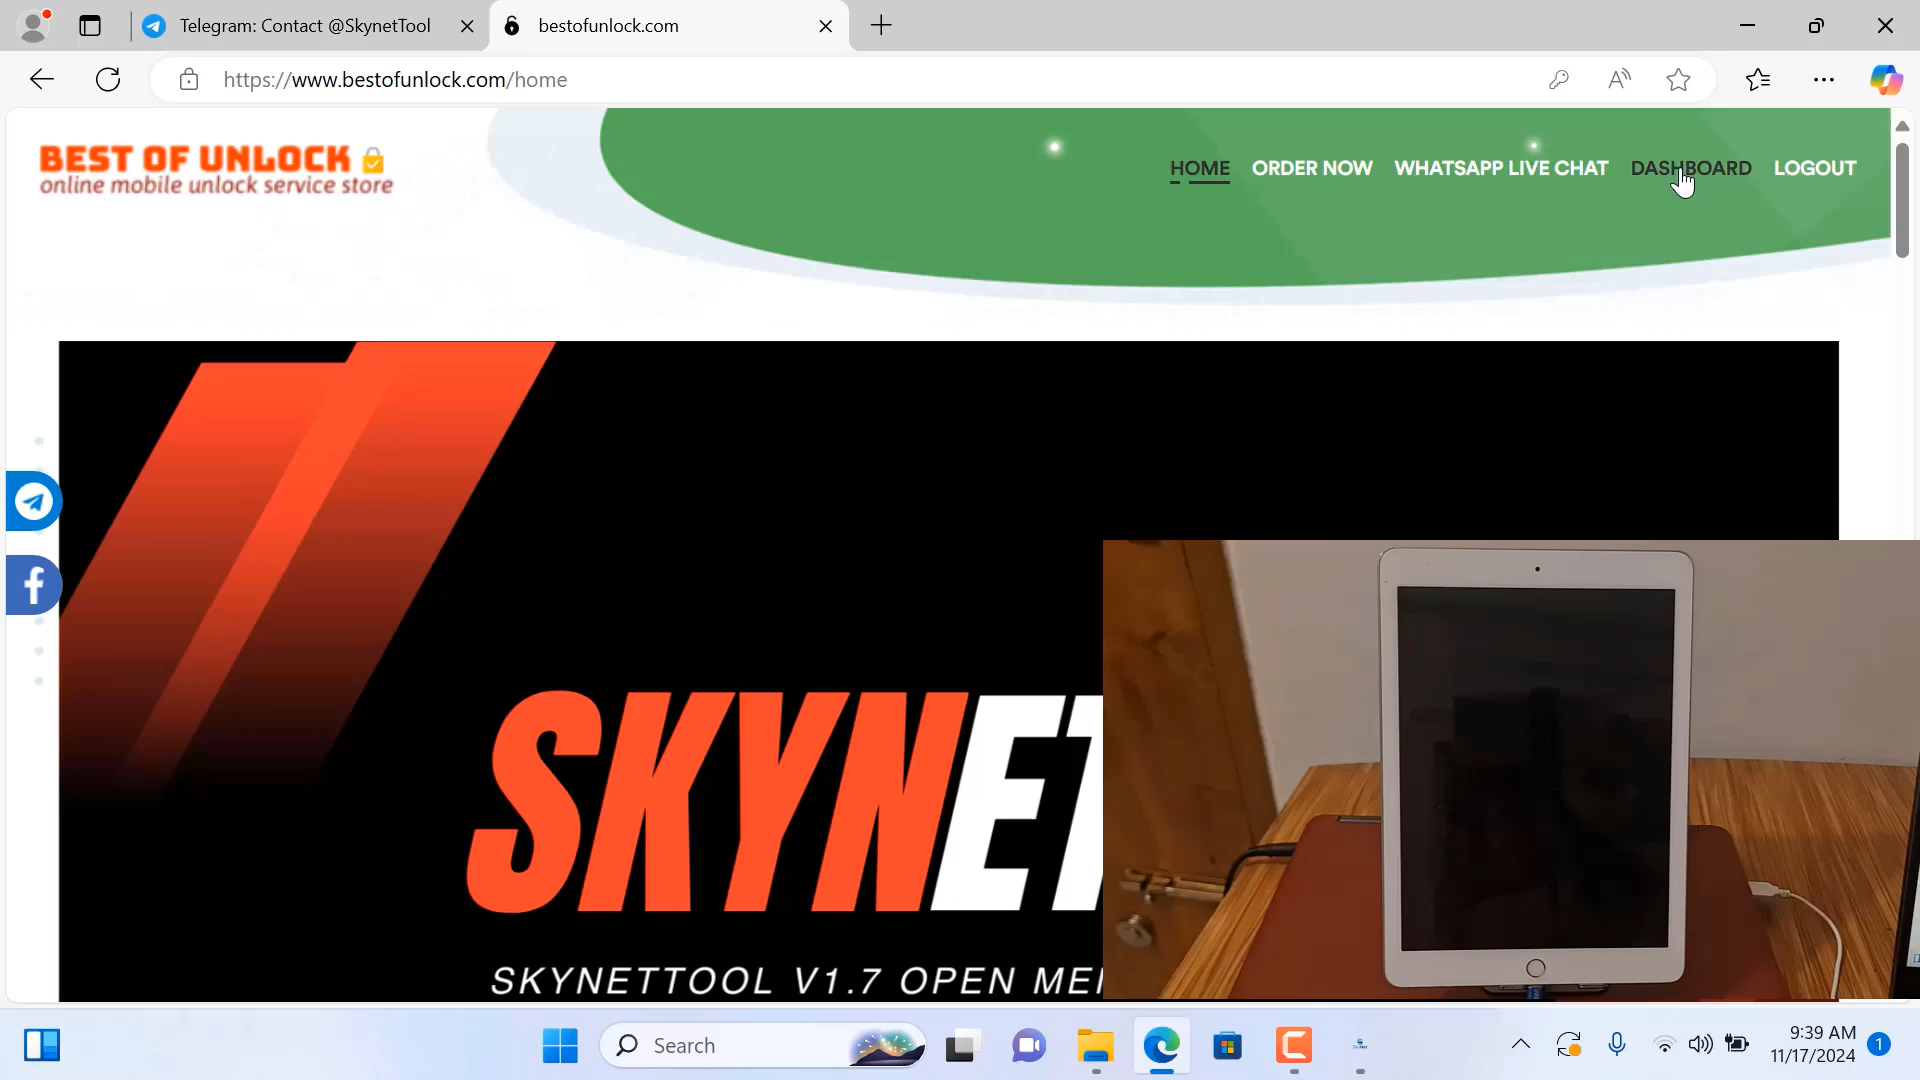 Telegram: Contact @SkynetTool
bestofunlock.com
https://www.bestofunlock.com/home
BEST OF UNLOCK
online mobile unlock service store
HOME ORDER NOW WHATSAPP LIVE CHAT DASHBOARD LOGOUT
SKYNET
SKYNETTOOL V1.7 OPEN
Search
9:39 AM
11/17/2024
1